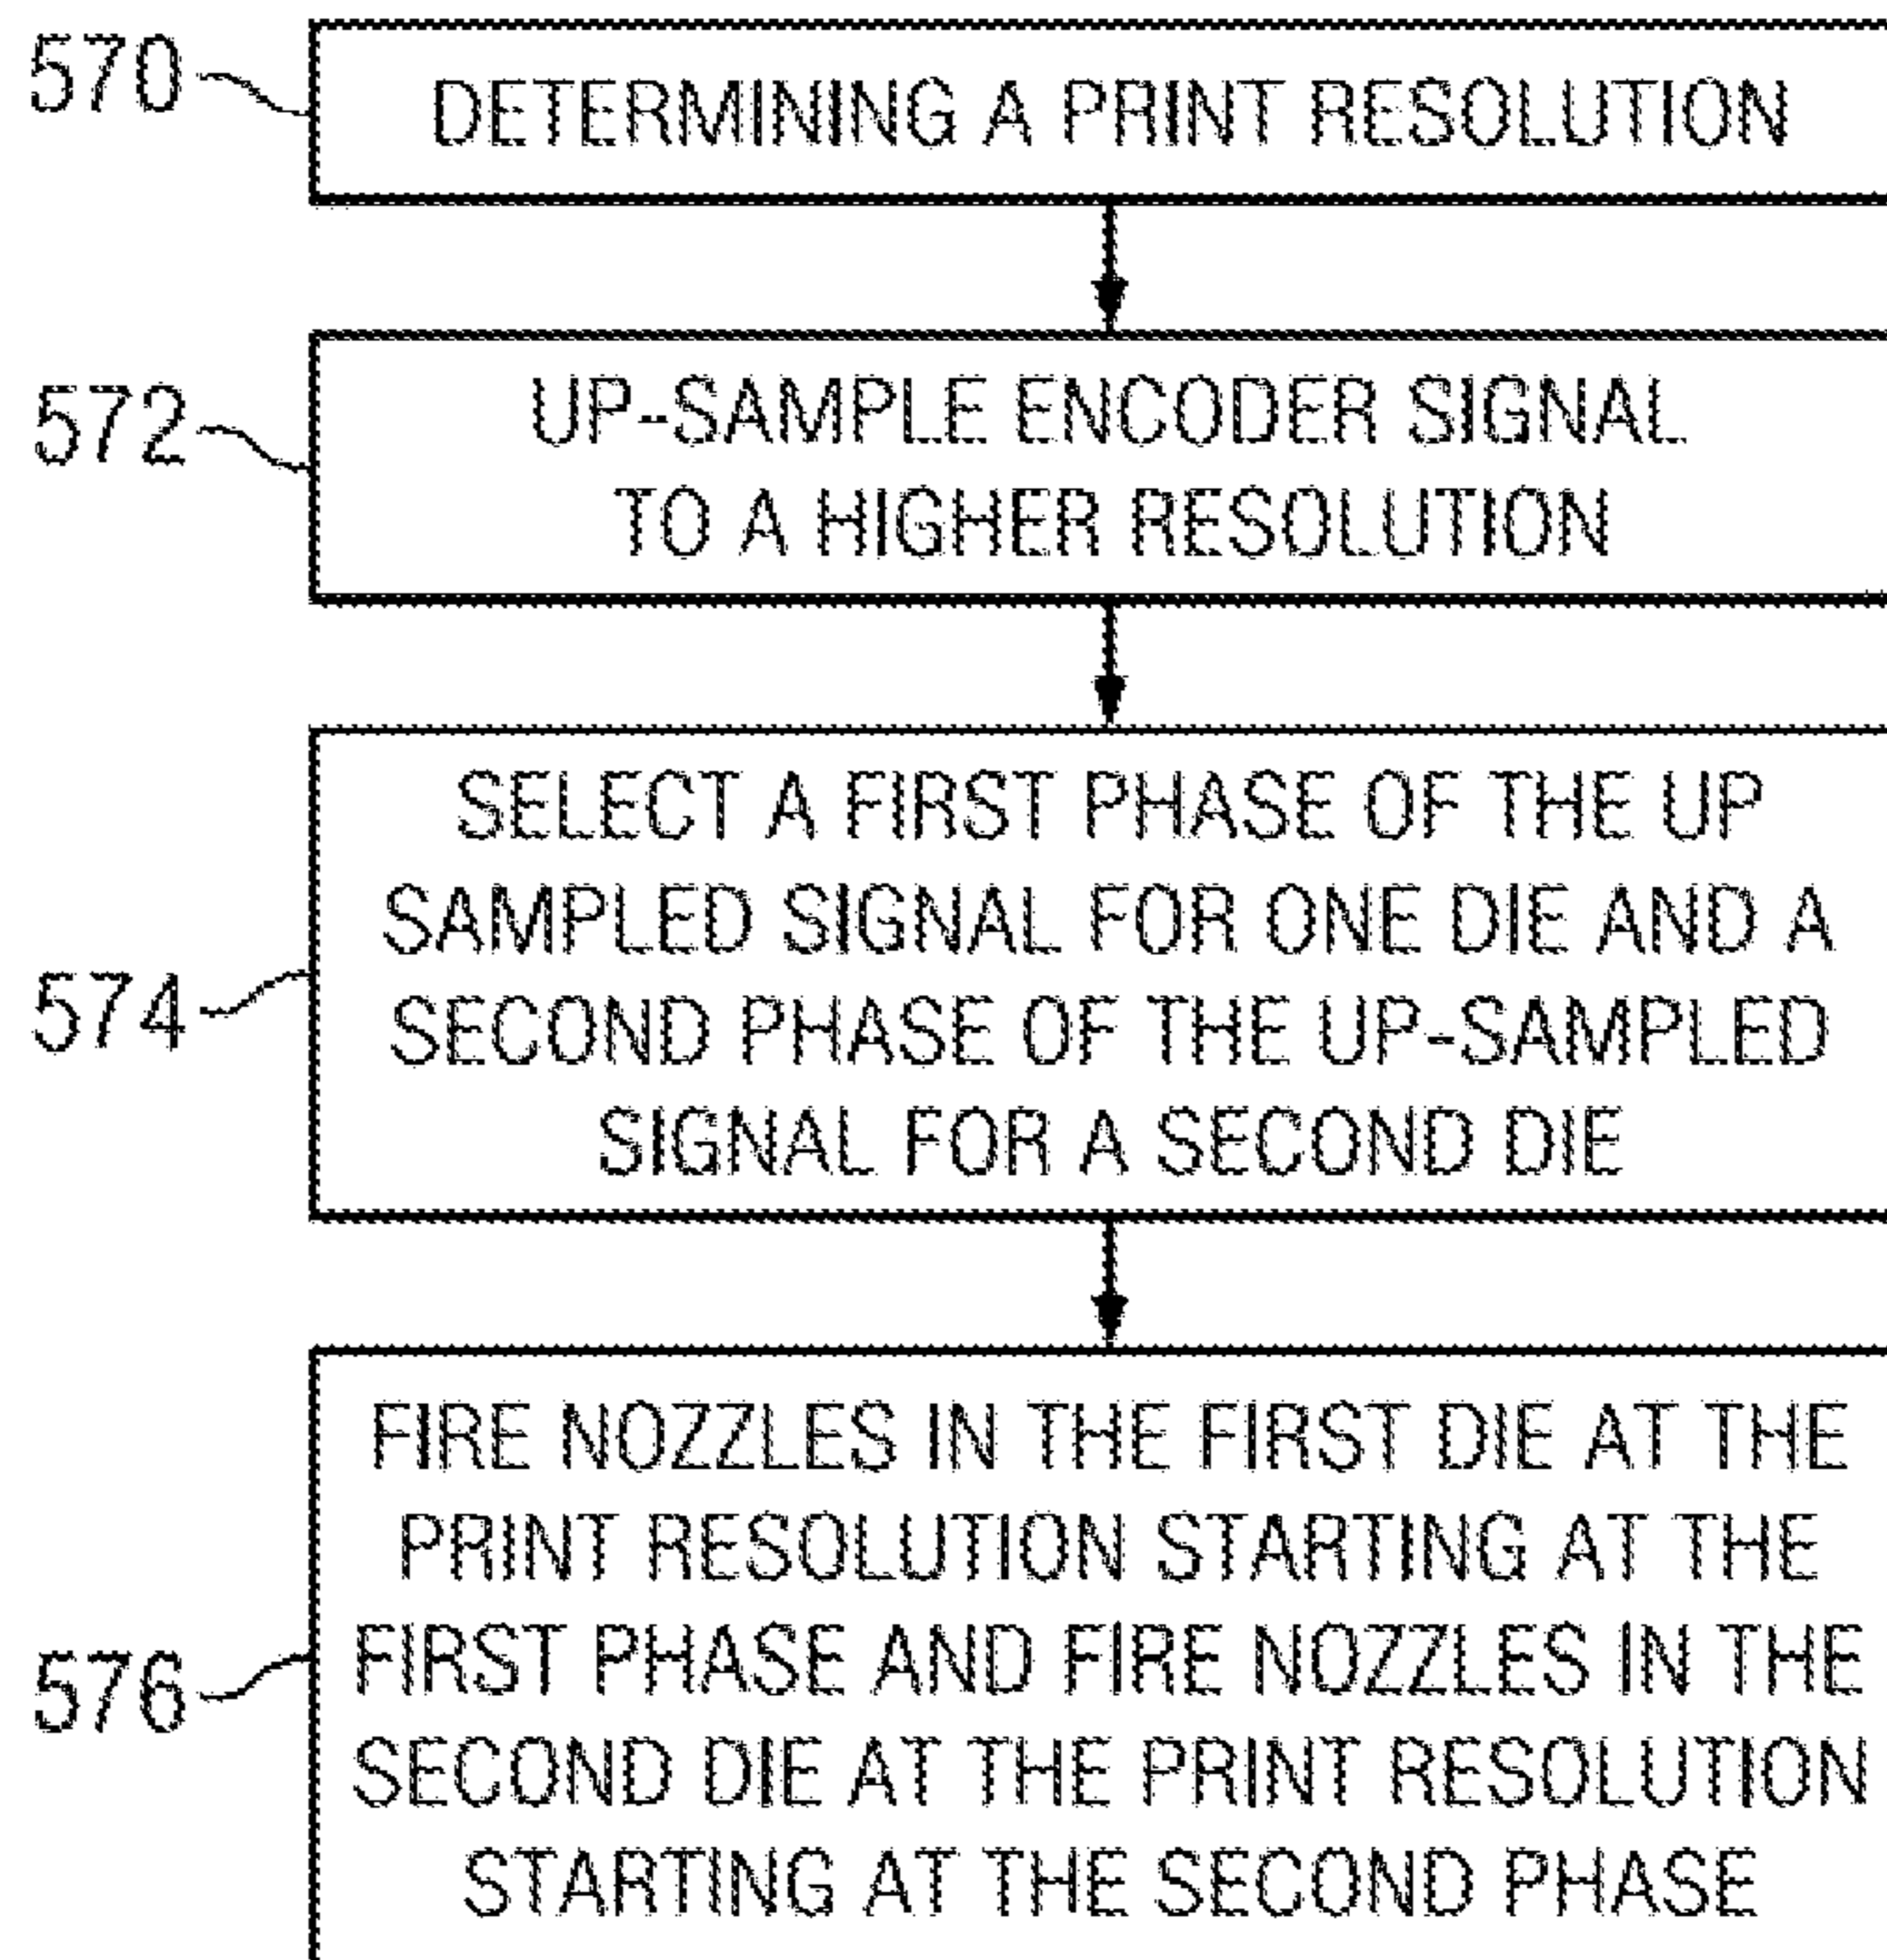 570
DETERMINING A PRINT RESOLUTION
572
UP-SAMPLE ENCODER SIGNAL
TO A HIGHER RESOLUTION
574
SELECT A FIRST PHASE OF THE UP
SAMPLED SIGNAL FOR ONE DIE AND A
SECOND PHASE OF THE UP-SAMPLED
SIGNAL FOR A SECOND DIE
576
FIRE NOZZLES IN THE FIRST DIE AT THE
PRINT RESOLUTION STARTING AT THE
FIRST PHASE AND FIRE NOZZLES IN THE
SECOND DIE AT THE PRINT RESOLUTION
STARTING AT THE SECOND PHASE